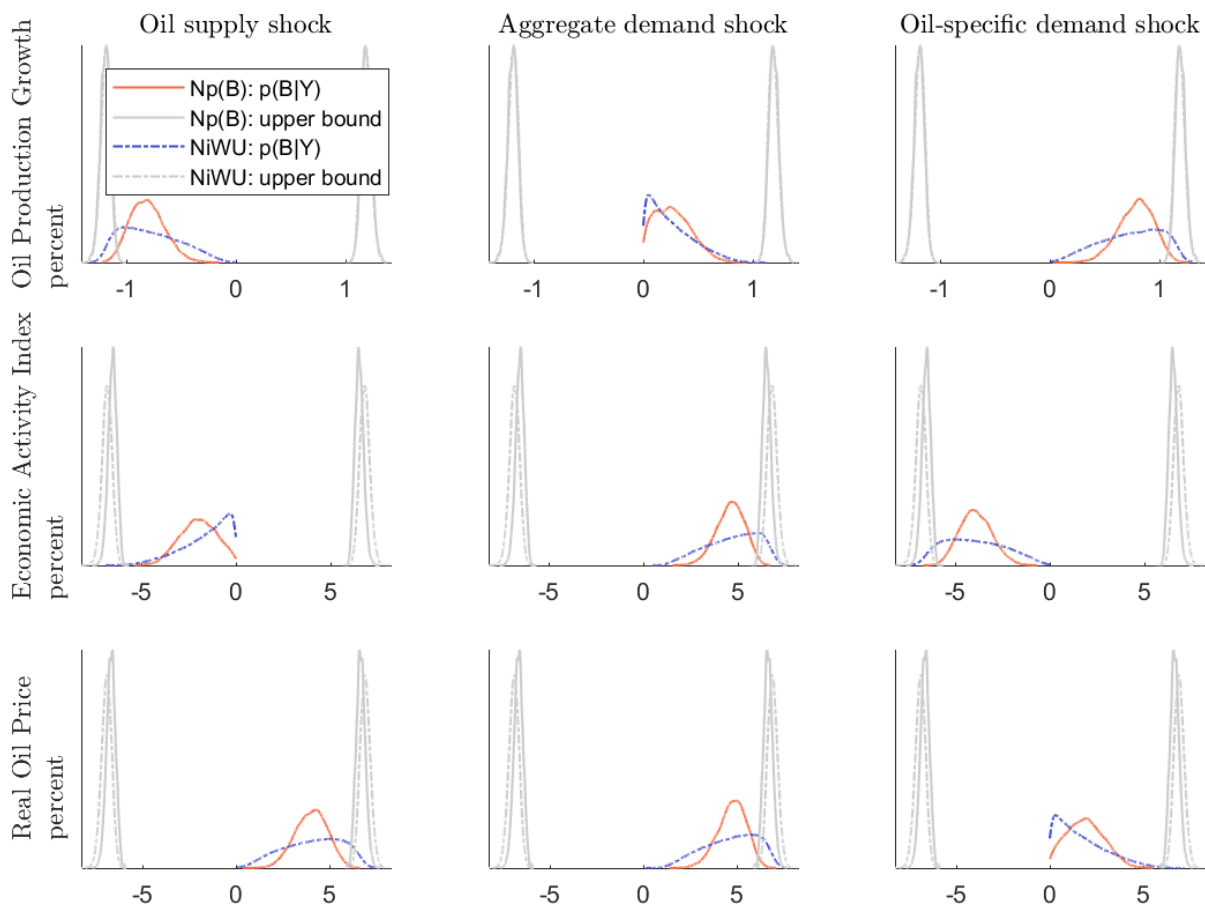 Oil supply shock
Aggregate demand shock
Oil-specific demand shock
Oil Production Growth
percent
Np(B): p(B|Y)
Np(B): upper bound
NiWU: p(B|Y)
NiWU: upper bound
-1 0 1
-1 0 1
-1 0 1
Economic Activity Index
percent
-5 0 5
-5 0 5
-5 0 5
Real Oil Price
percent
-5 0 5
-5 0 5
-5 0 5